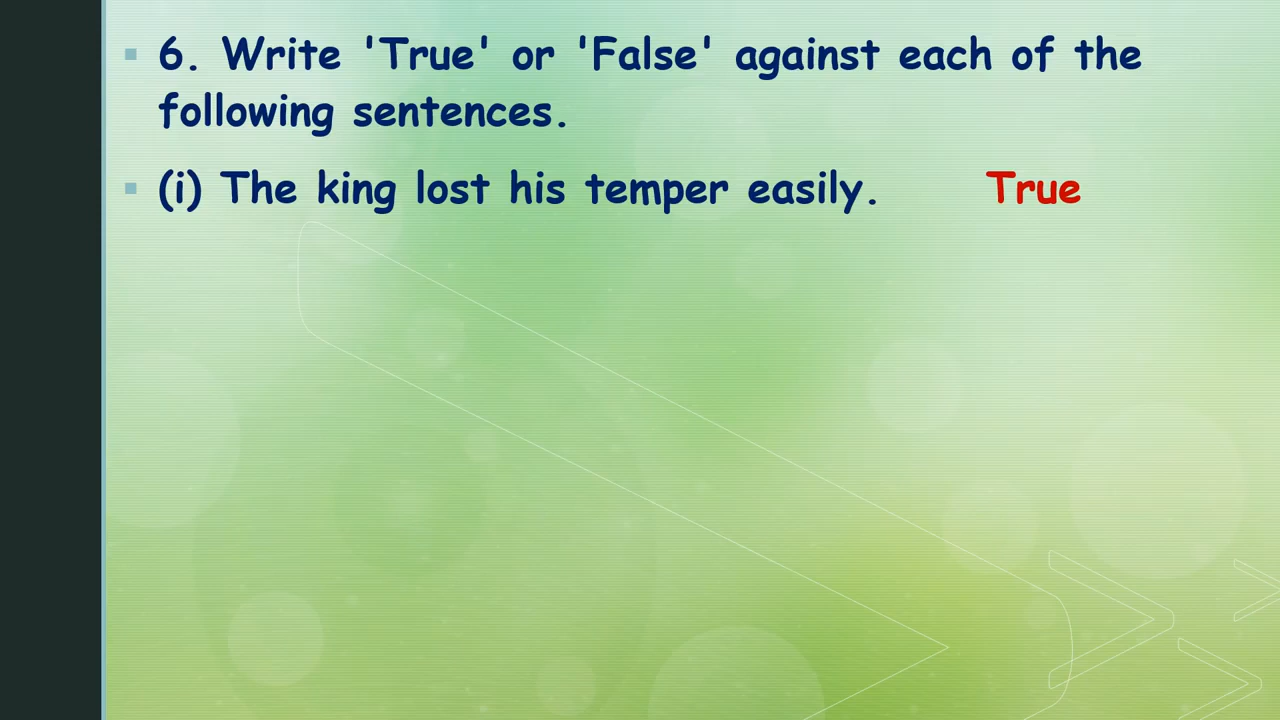 6. Write 'True' or 'False' against each of the
following sentences.
(i) The king lost his temper easily. True